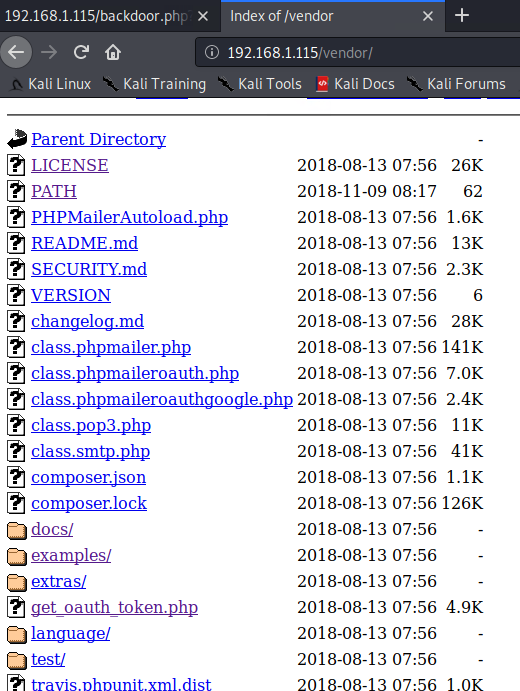 192.168.1.115/backdoor.php
Index of /vendor
192.168.1.115/vendor/
Kali Linux Kali Training Kali Tools Kali Docs Kali Forums
Parent Directory -
LICENSE 2018-08-13 07:56 26K
PATH 2018-11-09 08:17 62
PHPMailerAutoload.php 2018-08-13 07:56 1.6K
README.md 2018-08-13 07:56 13K
SECURITY.md 2018-08-13 07:56 2.3K
VERSION 2018-08-13 07:56 6
changelog.md 2018-08-13 07:56 28K
class.phpmailer.php 2018-08-13 07:56 141K
class.phpmaileroauth.php 2018-08-13 07:56 7.0K
class.phpmaileroauthgoogle.php 2018-08-13 07:56 2.4K
class.pop3.php 2018-08-13 07:56 11K
class.smtp.php 2018-08-13 07:56 41K
composer.json 2018-08-13 07:56 1.1K
composer.lock 2018-08-13 07:56 126K
docs/ 2018-08-13 07:56 -
examples/ 2018-08-13 07:56 -
extras/ 2018-08-13 07:56 -
get_oauth_token.php 2018-08-13 07:56 4.9K
language/ 2018-08-13 07:56 -
test/ 2018-08-13 07:56 -
travis.phpunit.xml.dist 2018-08-13 07:56 1.0K